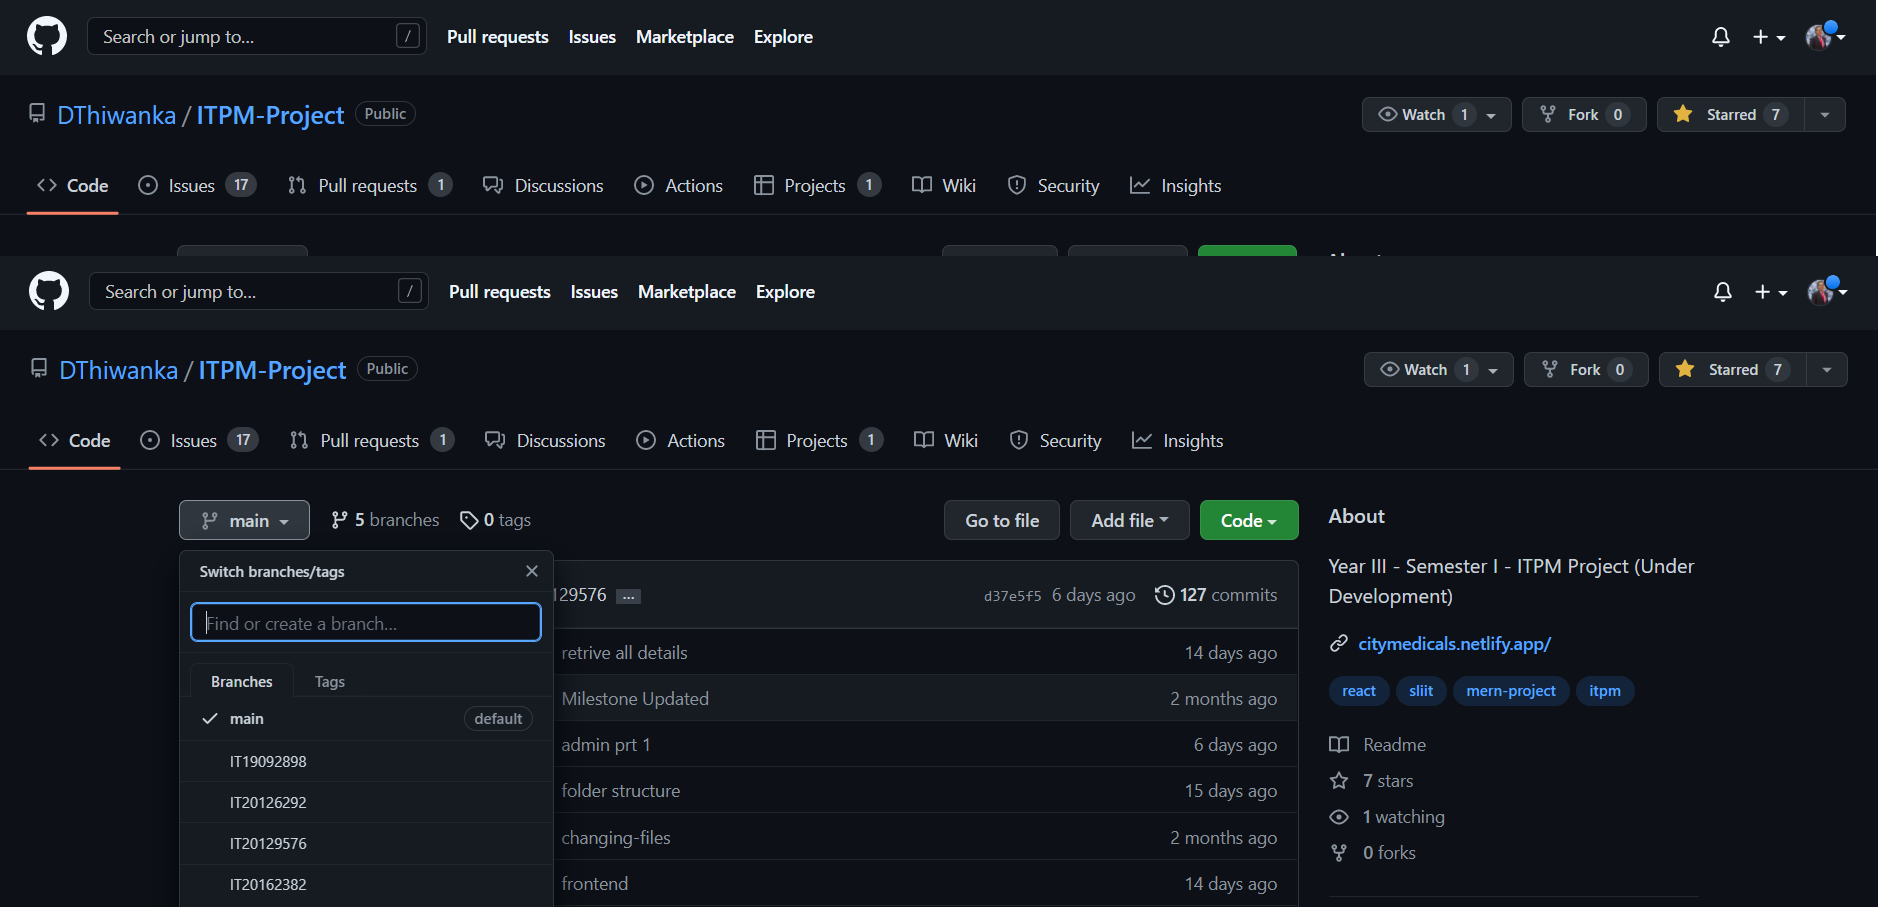 Search or jump to... / Pull requests Issues Marketplace Explore
DThiwanka / ITPM-Project Public Watch 1 Fork 0 Starred 7
Code Issues 17 Pull requests 1 Discussions Actions Projects 1 Wiki Security Insights
Search or jump to... / Pull requests Issues Marketplace Explore
DThiwanka / ITPM-Project Public Watch 1 Fork 0 Starred 7
Code Issues 17 Pull requests 1 Discussions Actions Projects 1 Wiki Security Insights
main 5 branches 0 tags Go to file Add file Code
Switch branches/tags
Find or create a branch...
Branches Tags
main default
IT19092898
IT20126292
IT20129576
IT20162382
129576 ... d37e5f5 6 days ago 127 commits
retrive all details 14 days ago
Milestone Updated 2 months ago
admin prt 1 6 days ago
folder structure 15 days ago
changing-files 2 months ago
frontend 14 days ago
About
Year III - Semester I - ITPM Project (Under
Development)
citymedicals.netlify.app/
react sliit mern-project itpm
Readme
7 stars
1 watching
0 forks